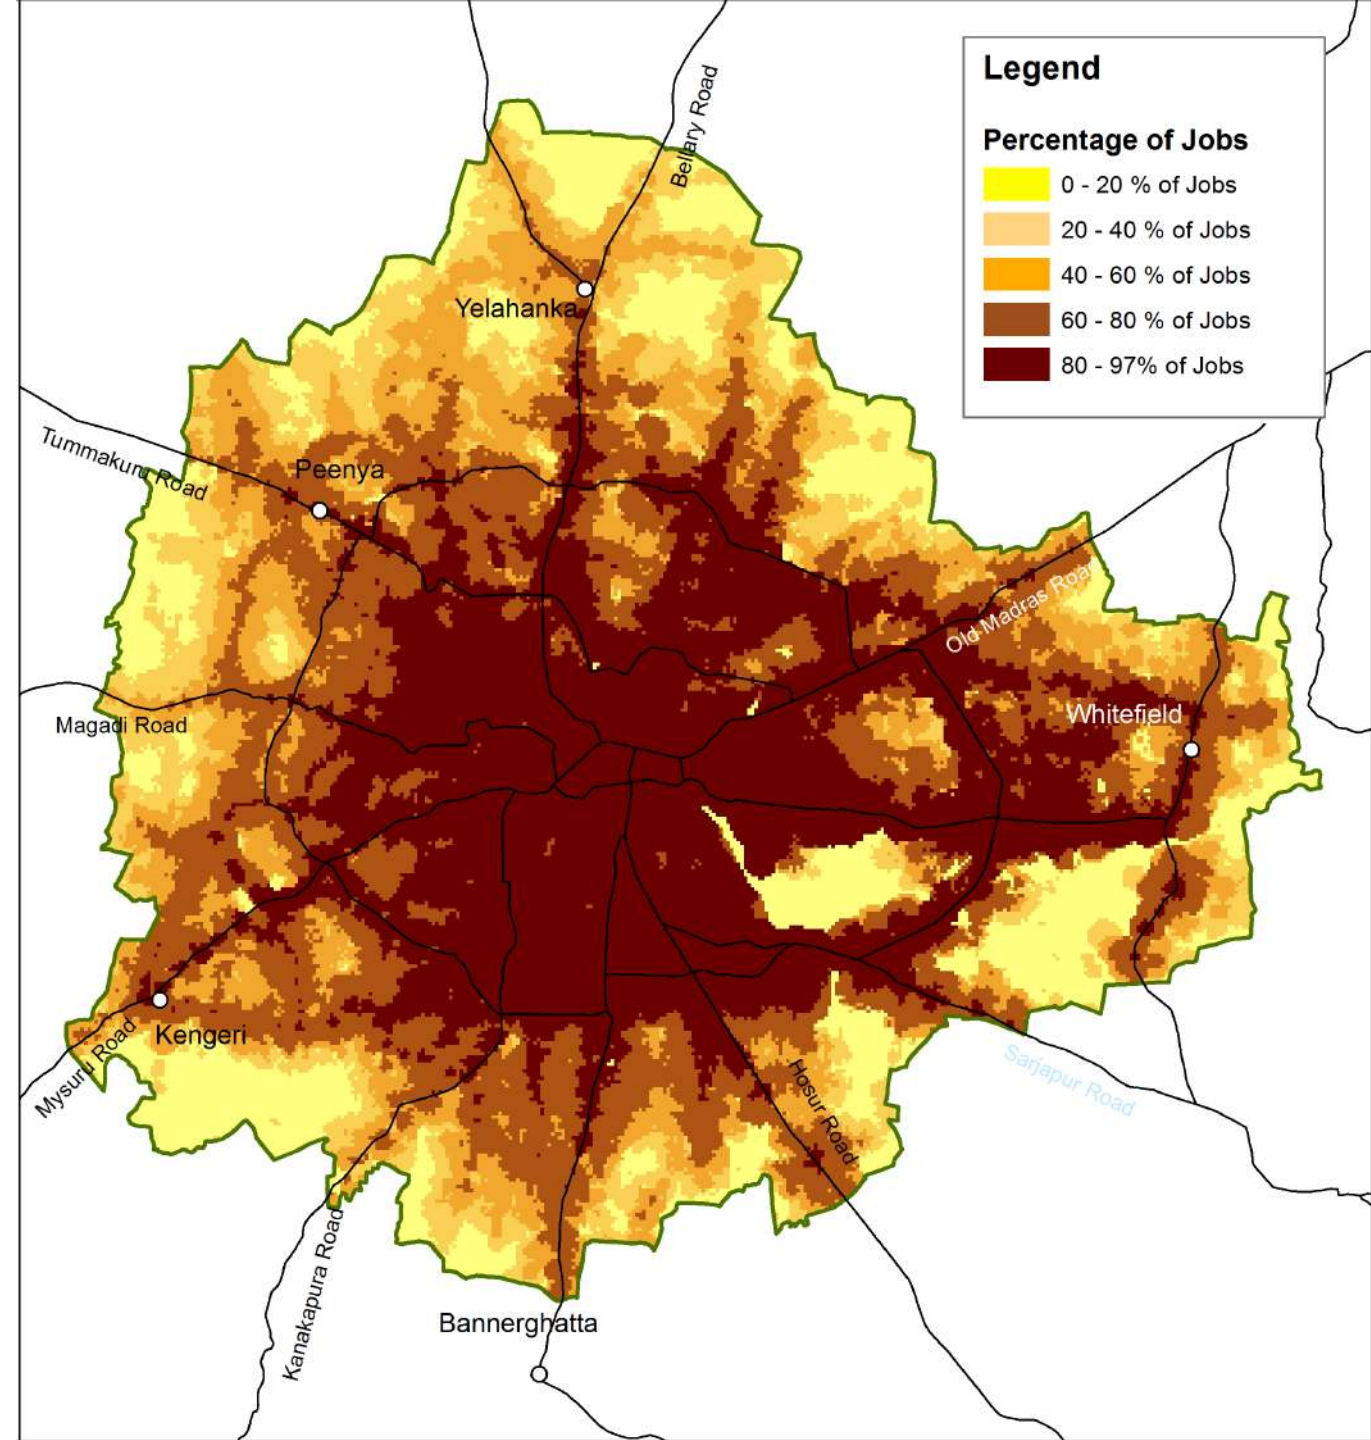 Legend
Percentage of Jobs
0 - 20 % of Jobs
20 - 40 % of Jobs
40 - 60 % of Jobs
60 - 80 % of Jobs
80 - 97% of Jobs
Bellary Road
Yelahanka
Tummakuru Road
Peenya
Old Madras Road
Magadi Road
Whitefield
Kengeri
Mysuru Road
Sarjapur Road
Hosur Road
Kanakapura Road
Bannerghatta